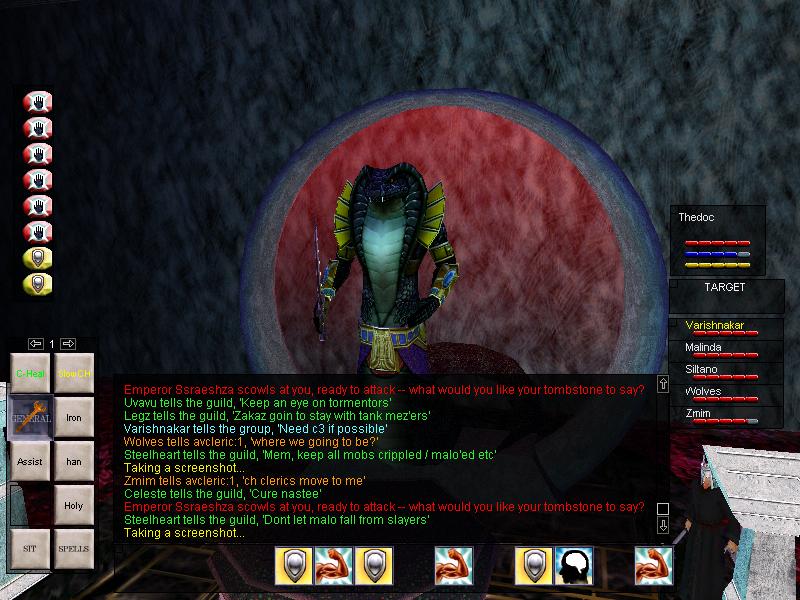 Thedoc
TARGET
Varishnakar
Malinda
Siltano
Wolves
Zmim
1
C-Heal
SlowCH
GENERAL
Iron
Assist
han
Holy
SIT
SPELLS
Emperor Ssraeshza scowls at you, ready to attack -- what would you like your tombstone to say?
Uvavu tells the guild, 'Keep an eye on tormentors'
Legz tells the guild, 'Zakaz goin to stay with tank mez'ers'
Varishnakar tells the group, 'Need c3 if possible'
Wolves tells avcleric:1, 'where we going to be?'
Steelheart tells the guild, 'Mem, keep all mobs crippled / malo'ed etc'
Taking a screenshot...
Zmim tells avcleric:1, 'ch clerics move to me'
Celeste tells the guild, 'Cure nastee'
Emperor Ssraeshza scowls at you, ready to attack -- what would you like your tombstone to say?
Steelheart tells the guild, 'Dont let malo fall from slayers'
Taking a screenshot...